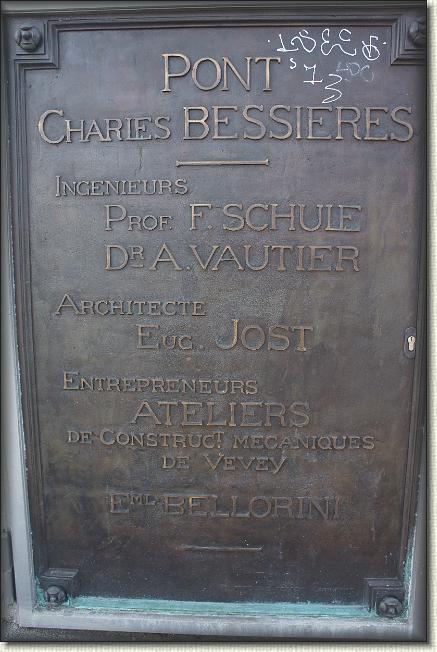 PONT
CHARLES BESSIERES
INGENIEURS
PROF. F. SCHULE
DR A. VAUTIER
ARCHITECTE
EUG. JOST
ENTREPRENEURS
ATELIERS
DE CONSTRUCT. MECANIQUES
DE VEVEY
EML BELLORINI